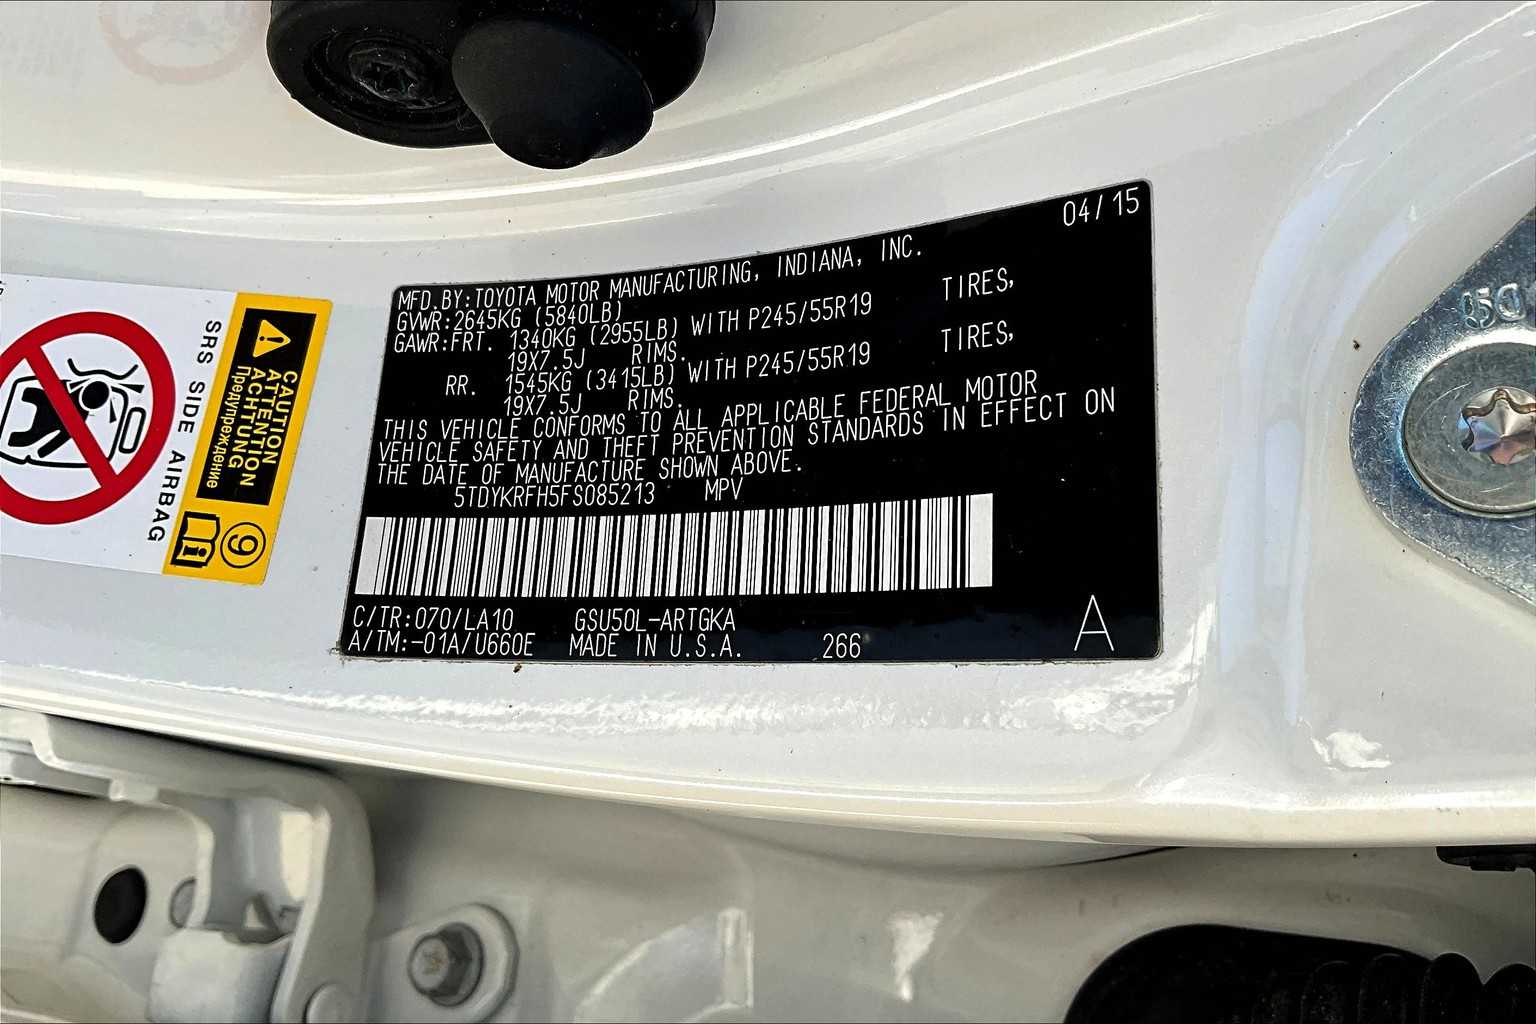 04/15
MFD.BY:TOYOTA MOTOR MANUFACTURING, INDIANA, INC.
GVWR:2645KG (5840LB)
GAWR:FRT. 1340KG (2955LB) WITH P245/55R19 TIRES,
19X7.5J RIMS.
RR. 1545KG (3415LB) WITH P245/55R19 TIRES,
19X7.5J RIMS.
THIS VEHICLE CONFORMS TO ALL APPLICABLE FEDERAL MOTOR
VEHICLE SAFETY AND THEFT PREVENTION STANDARDS IN EFFECT ON
THE DATE OF MANUFACTURE SHOWN ABOVE.
5TDYKRFH5FS085213 MPV
C/TR:070/LA10 GSU50L-ARTGKA
A/TM:-01A/U660E MADE IN U.S.A. 266
A
CAUTION
ATTENTION
ACHTUNG
Предупреждение
SRS SIDE AIRBAG
9
i